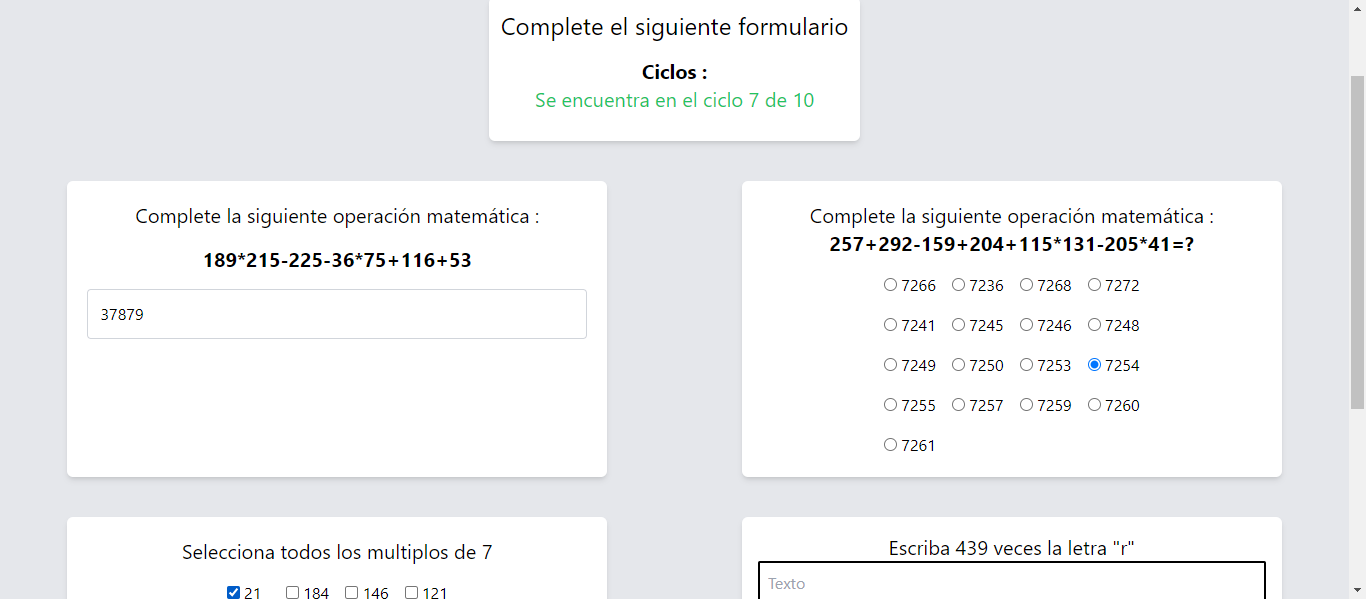 Complete el siguiente formulario
Ciclos :
Se encuentra en el ciclo 7 de 10
Complete la siguiente operación matemática :
189*215-225-36*75+116+53
37879
Complete la siguiente operación matemática :
257+292-159+204+115*131-205*41=?
7266 7236 7268 7272
7241 7245 7246 7248
7249 7250 7253 7254
7255 7257 7259 7260
7261
Selecciona todos los multiplos de 7
21 184 146 121
Escriba 439 veces la letra "r"
Texto